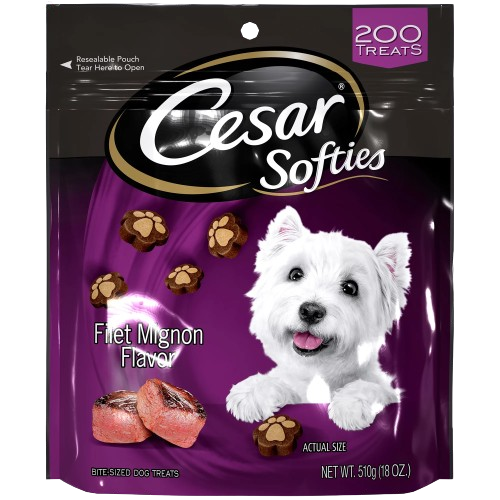 200
TREATS
Resealable Pouch
Tear Here to Open
Cesar®
Softies
Filet Mignon
Flavor
ACTUAL SIZE
BITE-SIZED DOG TREATS
NET WT. 510g (18 OZ.)